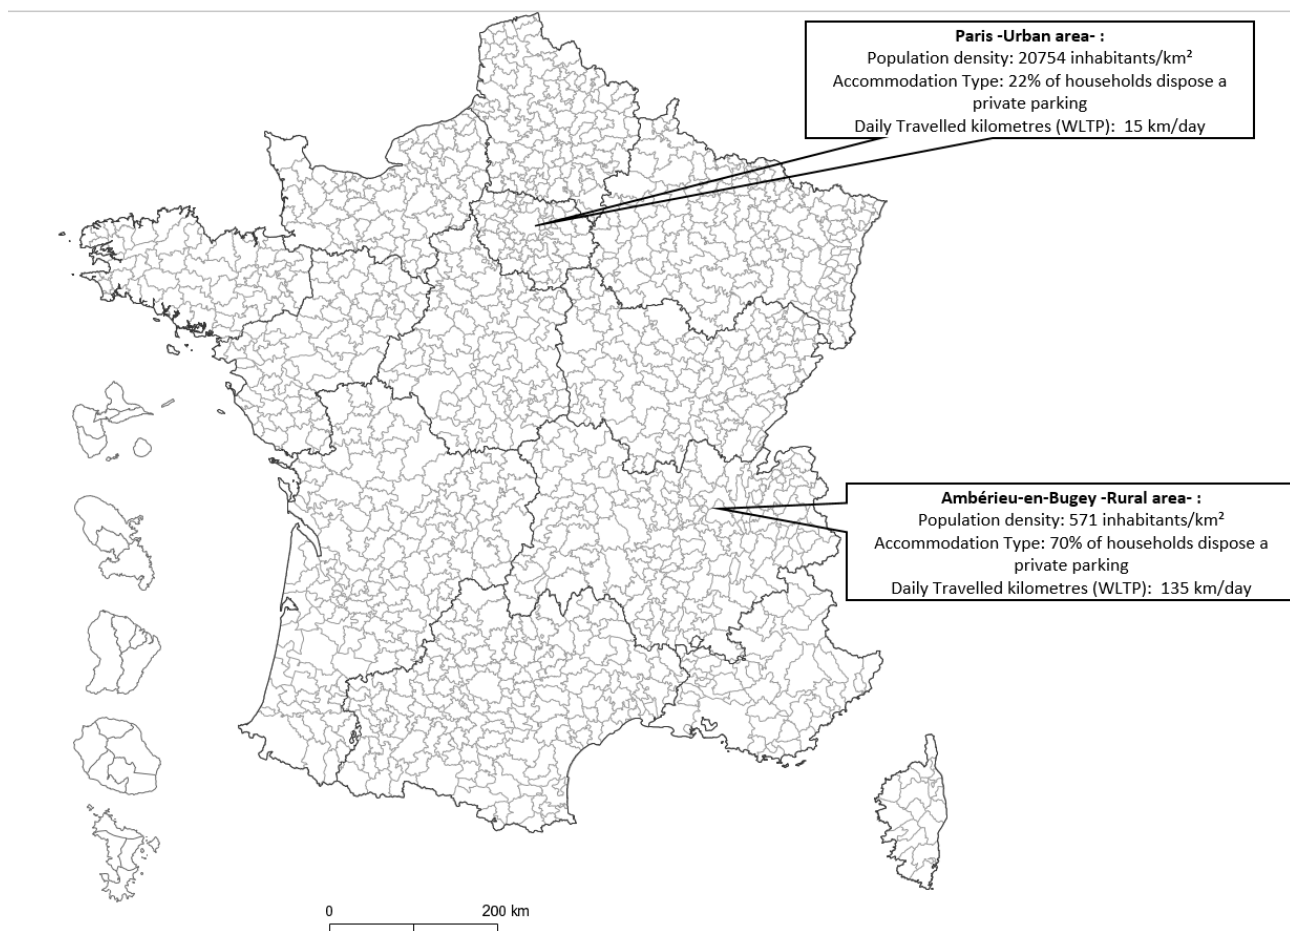 Paris -Urban area- :
Population density: 20754 inhabitants/km²
Accommodation Type: 22% of households dispose a
private parking
Daily Travelled kilometres (WLTP):  15 km/day
Ambérieu-en-Bugey -Rural area- :
Population density: 571 inhabitants/km²
Accommodation Type: 70% of households dispose a
private parking
Daily Travelled kilometres (WLTP):  135 km/day
0 200 km